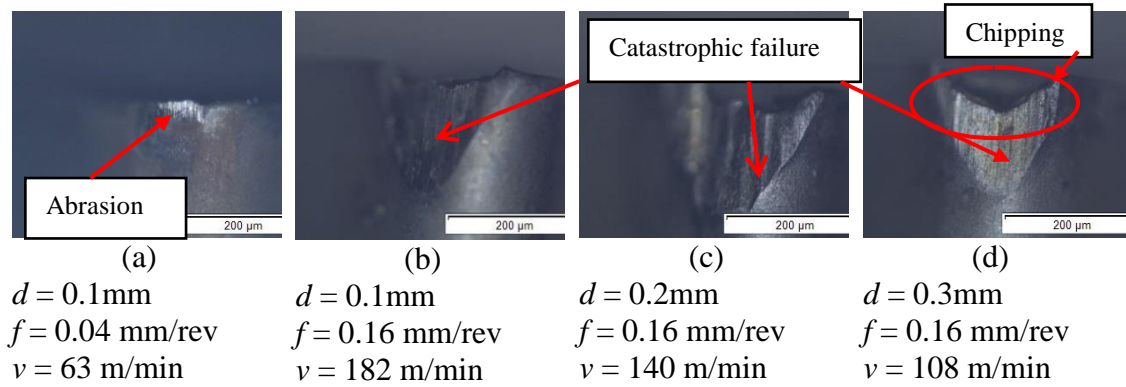 Catastrophic failure
Chipping
Abrasion
200 µm
200 µm
200 µm
200 µm
(a)
(b)
(c)
(d)
d = 0.1mm
f = 0.04 mm/rev
v = 63 m/min
d = 0.1mm
f = 0.16 mm/rev
v = 182 m/min
d = 0.2mm
f = 0.16 mm/rev
v = 140 m/min
d = 0.3mm
f = 0.16 mm/rev
v = 108 m/min